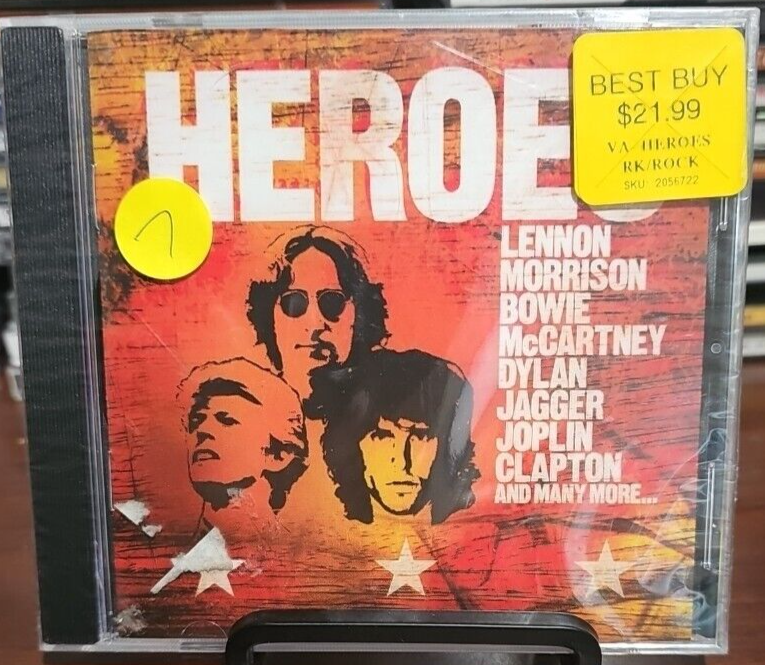 HEROES
BEST BUY
$21.99
VA HEROES
RK/ROCK
SKU: 2056722
7
LENNON
MORRISON
BOWIE
McCARTNEY
DYLAN
JAGGER
JOPLIN
CLAPTON
AND MANY MORE...